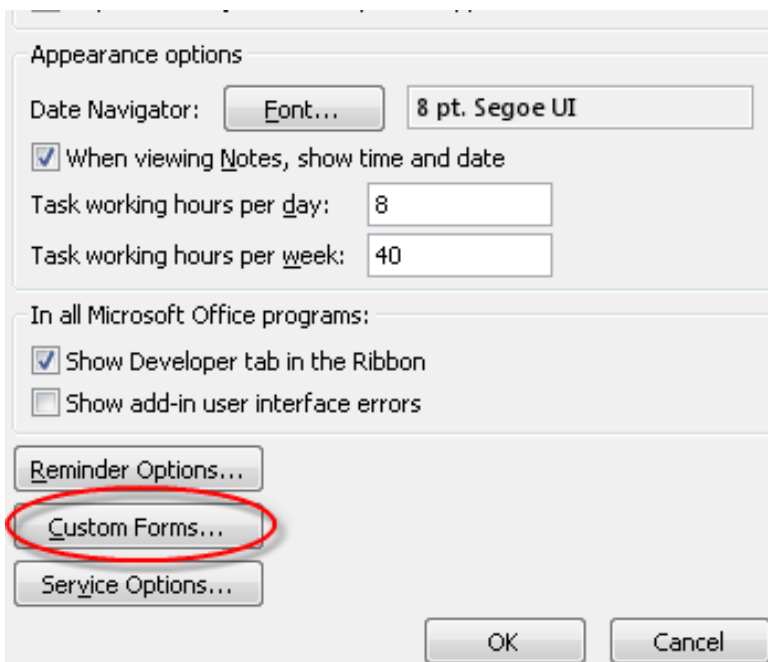 Appearance options
Date Navigator: Font... 8 pt. Segoe UI
When viewing Notes, show time and date
Task working hours per day: 8
Task working hours per week: 40
In all Microsoft Office programs:
Show Developer tab in the Ribbon
Show add-in user interface errors
Reminder Options...
Custom Forms...
Service Options...
OK Cancel